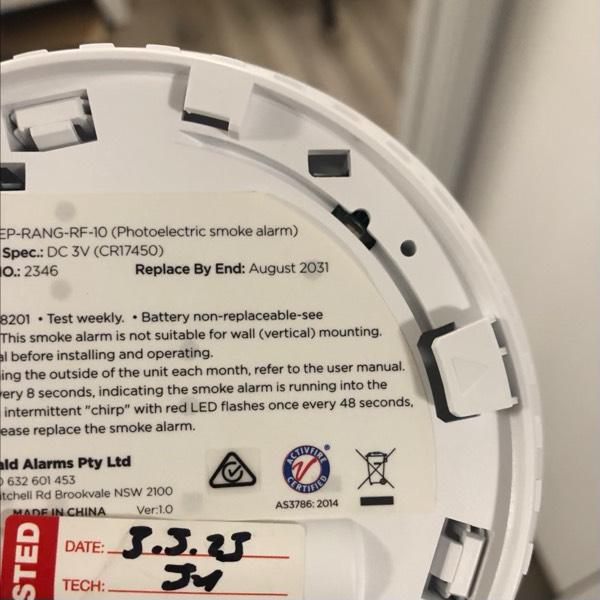 EP-RANG-RF-10 (Photoelectric smoke alarm)
Spec.: DC 3V (CR17450)
NO.: 2346 Replace By End: August 2031
8201 • Test weekly. • Battery non-replaceable-see
This smoke alarm is not suitable for wall (vertical) mounting.
al before installing and operating.
ing the outside of the unit each month, refer to the user manual.
very 8 seconds, indicating the smoke alarm is running into the
intermittent "chirp" with red LED flashes once every 48 seconds,
ease replace the smoke alarm.
ald Alarms Pty Ltd
632 601 453
itchell Rd Brookvale NSW 2100
MADE IN CHINA Ver:1.0
ACTIVFIRE
CERTIFIED
®
AS3786: 2014
STED
DATE:
TECH: